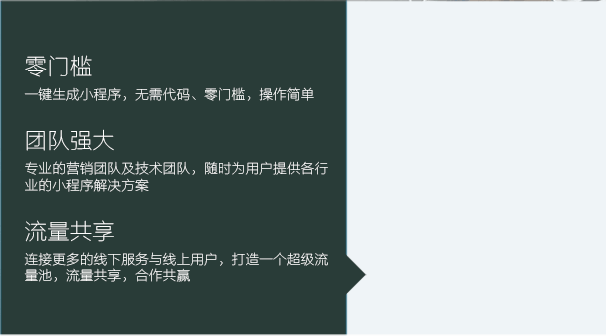 零门槛
一键生成小程序，无需代码、零门槛，操作简单
团队强大
专业的营销团队及技术团队，随时为用户提供各行
业的小程序解决方案
流量共享
连接更多的线下服务与线上用户，打造一个超级流
量池，流量共享，合作共赢